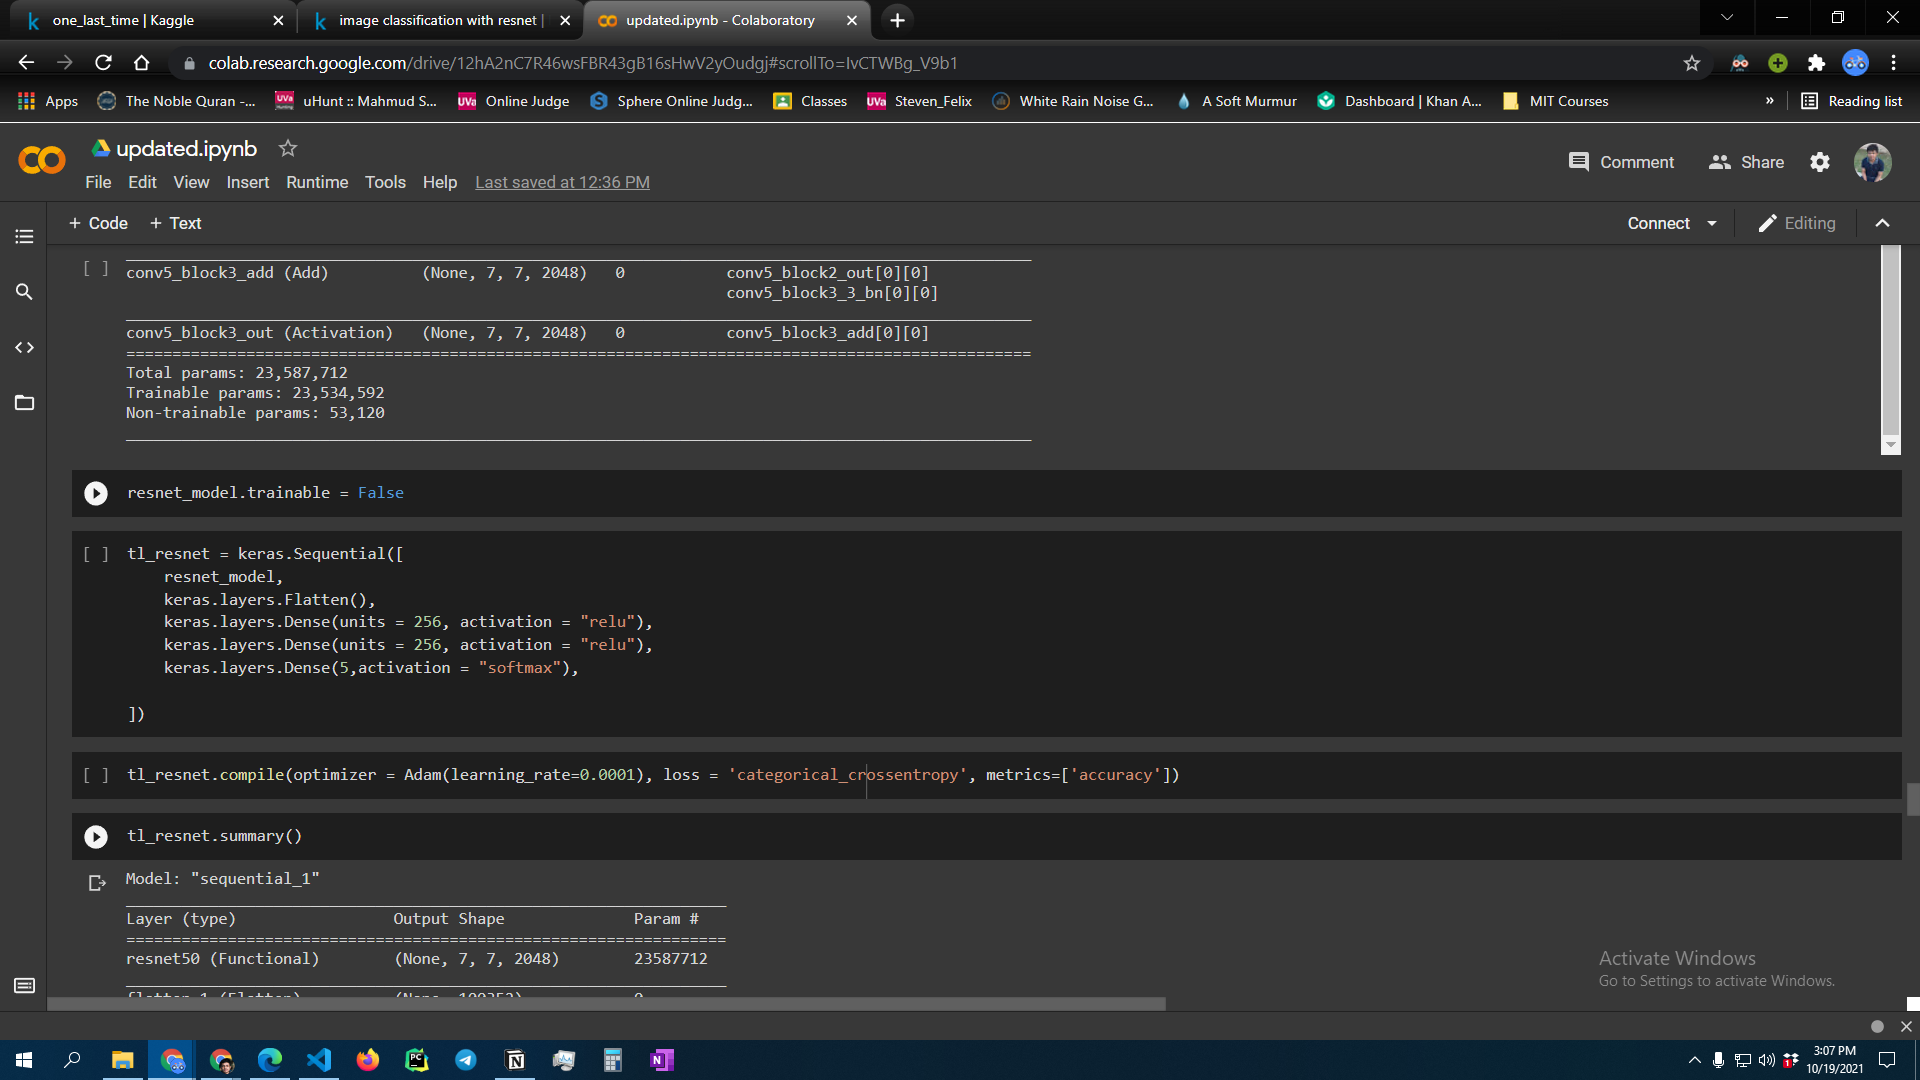 one_last_time | Kaggle
image classification with resnet |
updated.ipynb - Colaboratory
colab.research.google.com/drive/12hA2nC7R46wsFBR43gB16sHwV2yOudgj#scrollTo=IvCTWBg_V9b1
Apps
The Noble Quran -...
uHunt :: Mahmud S...
Online Judge
Sphere Online Judg...
Classes
Steven_Felix
White Rain Noise G...
A Soft Murmur
Dashboard | Khan A...
MIT Courses
»
Reading list
updated.ipynb
File Edit View Insert Runtime Tools Help Last saved at 12:36 PM
Comment
Share
+ Code + Text
Connect
Editing
[ ]
conv5_block3_add (Add) (None, 7, 7, 2048) 0 conv5_block2_out[0][0]
conv5_block3_3_bn[0][0]
conv5_block3_out (Activation) (None, 7, 7, 2048) 0 conv5_block3_add[0][0]
Total params: 23,587,712
Trainable params: 23,534,592
Non-trainable params: 53,120
resnet_model.trainable = False
[ ] tl_resnet = keras.Sequential([
resnet_model,
keras.layers.Flatten(),
keras.layers.Dense(units = 256, activation = "relu"),
keras.layers.Dense(units = 256, activation = "relu"),
keras.layers.Dense(5,activation = "softmax"),
])
[ ] tl_resnet.compile(optimizer = Adam(learning_rate=0.0001), loss = 'categorical_crossentropy', metrics=['accuracy'])
tl_resnet.summary()
Model: "sequential_1"
Layer (type) Output Shape Param #
resnet50 (Functional) (None, 7, 7, 2048) 23587712
flatten_1 (Flatten) (None, 100352) 0
Activate Windows
Go to Settings to activate Windows.
3:07 PM
10/19/2021